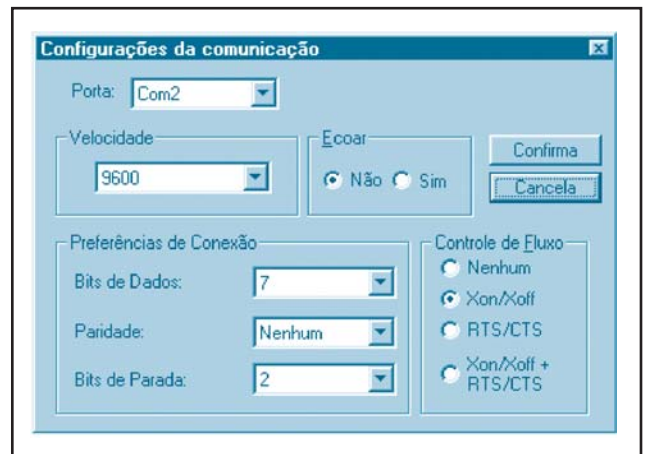 Configurações da comunicação
Porta: Com2
Velocidade
9600
Ecoar
Não Sim
Confirma
Cancela
Preferências de Conexão
Bits de Dados: 7
Paridade: Nenhum
Bits de Parada: 2
Controle de Fluxo
Nenhum
Xon/Xoff
RTS/CTS
Xon/Xoff +
RTS/CTS